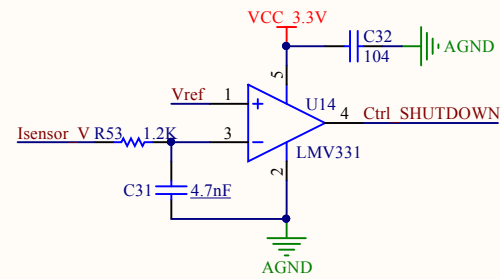 VCC_3.3V
C32
104
AGND
5
Vref
1
U14
4
Ctrl_SHUTDOWN
Isensor_V
R53
1.2K
3
LMV331
2
C31
4.7nF
AGND